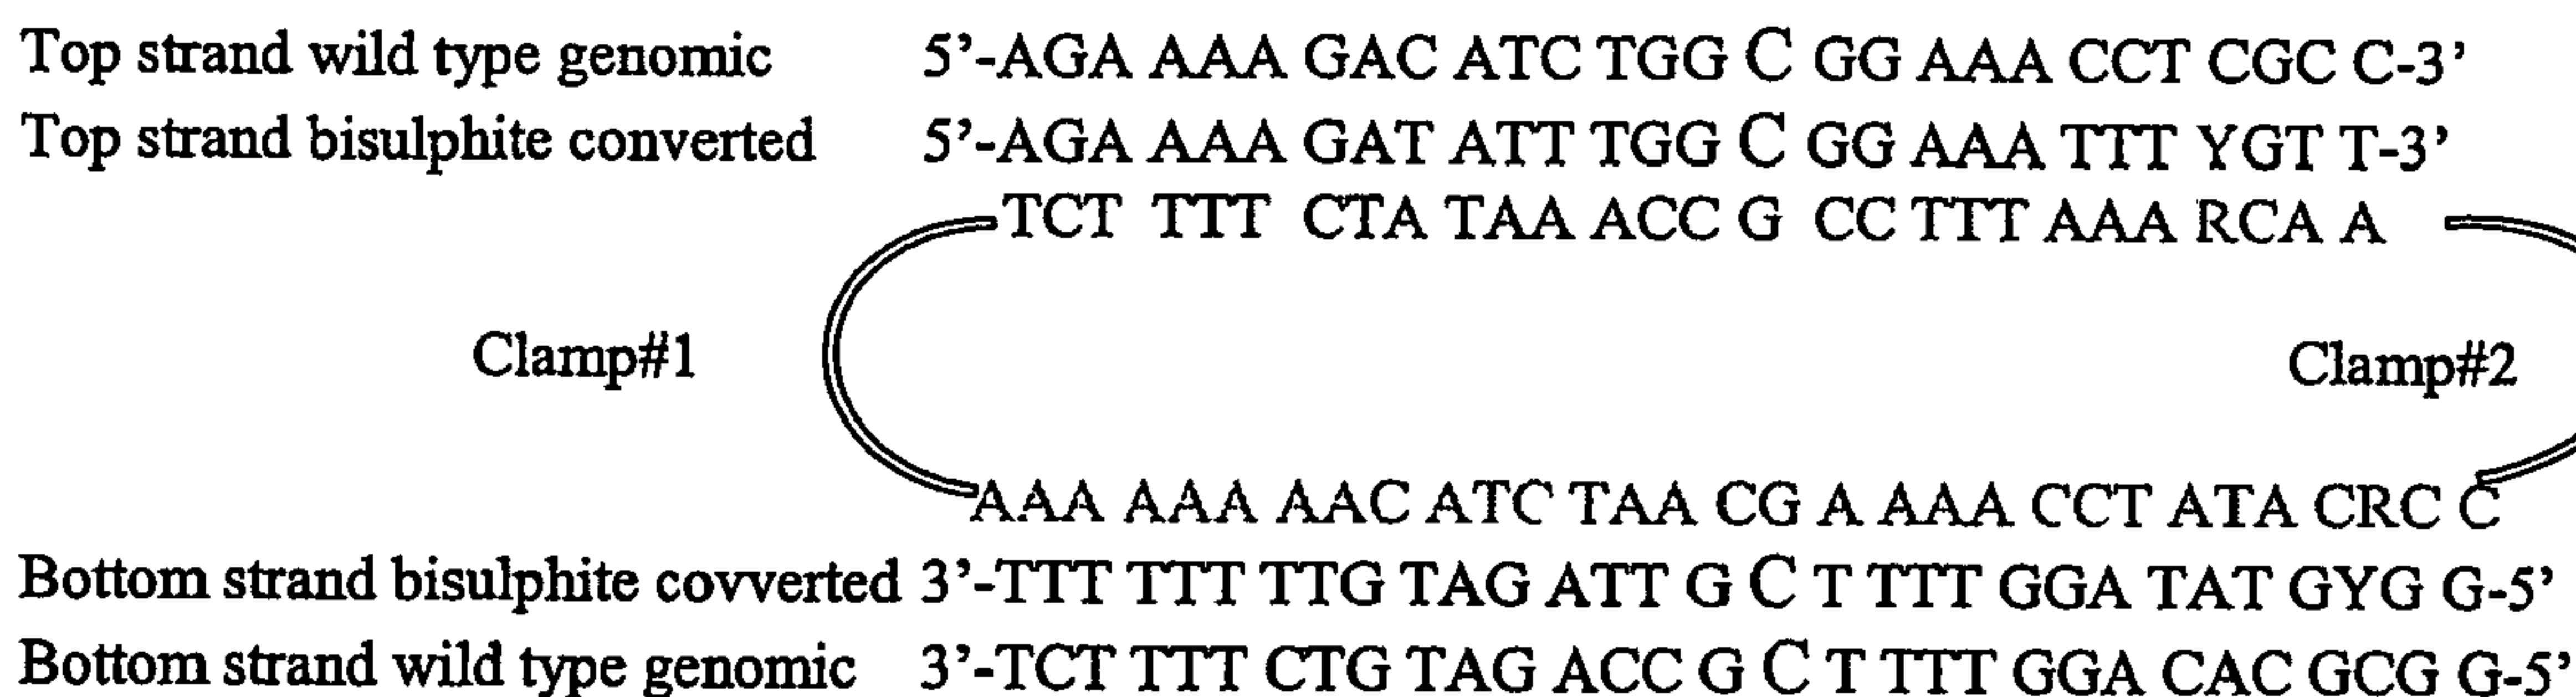 Top strand wild type genomic 5’-AGA AAA GAC ATC TGG C GG AAA CCT CGC C-3’
Top strand bisulphite converted 5’-AGA AAA GAT ATT TGG C GG AAA TTT YGT T-3’
TCT TTT CTA TAA ACC G CC TTT AAA RCA A
Clamp#1 Clamp#2
AAA AAA AAC ATC TAA CG A AAA CCT ATA CRC C
Bottom strand bisulphite covverted 3’-TTT TTT TTG TAG ATT G C T TTT GGA TAT GYG G-5’
Bottom strand wild type genomic 3’-TCT TTT CTG TAG ACC G C T TTT GGA CAC GCG G-5’